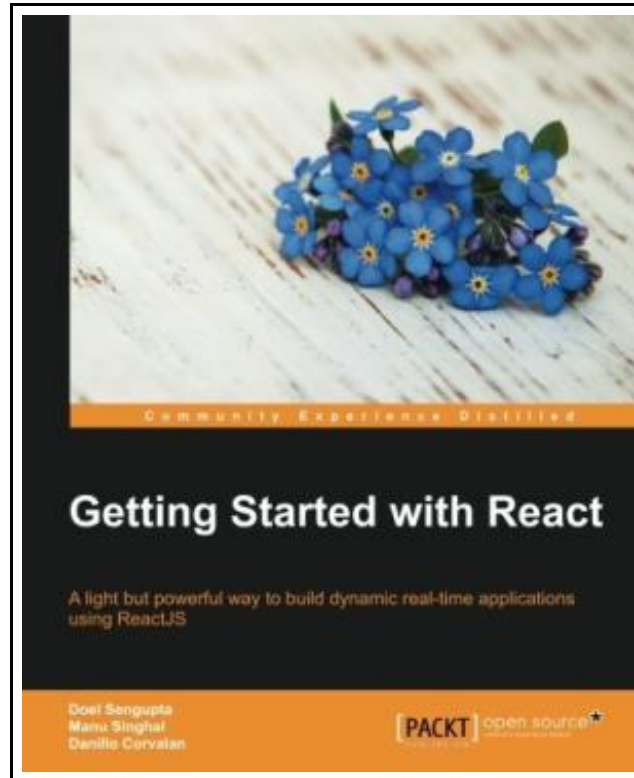 Community Experience Distilled
Getting Started with React
A light but powerful way to build dynamic real-time applications
using ReactJS
Doel Sengupta
Manu Singhal
Danillo Corvalan
[PACKT] open source*